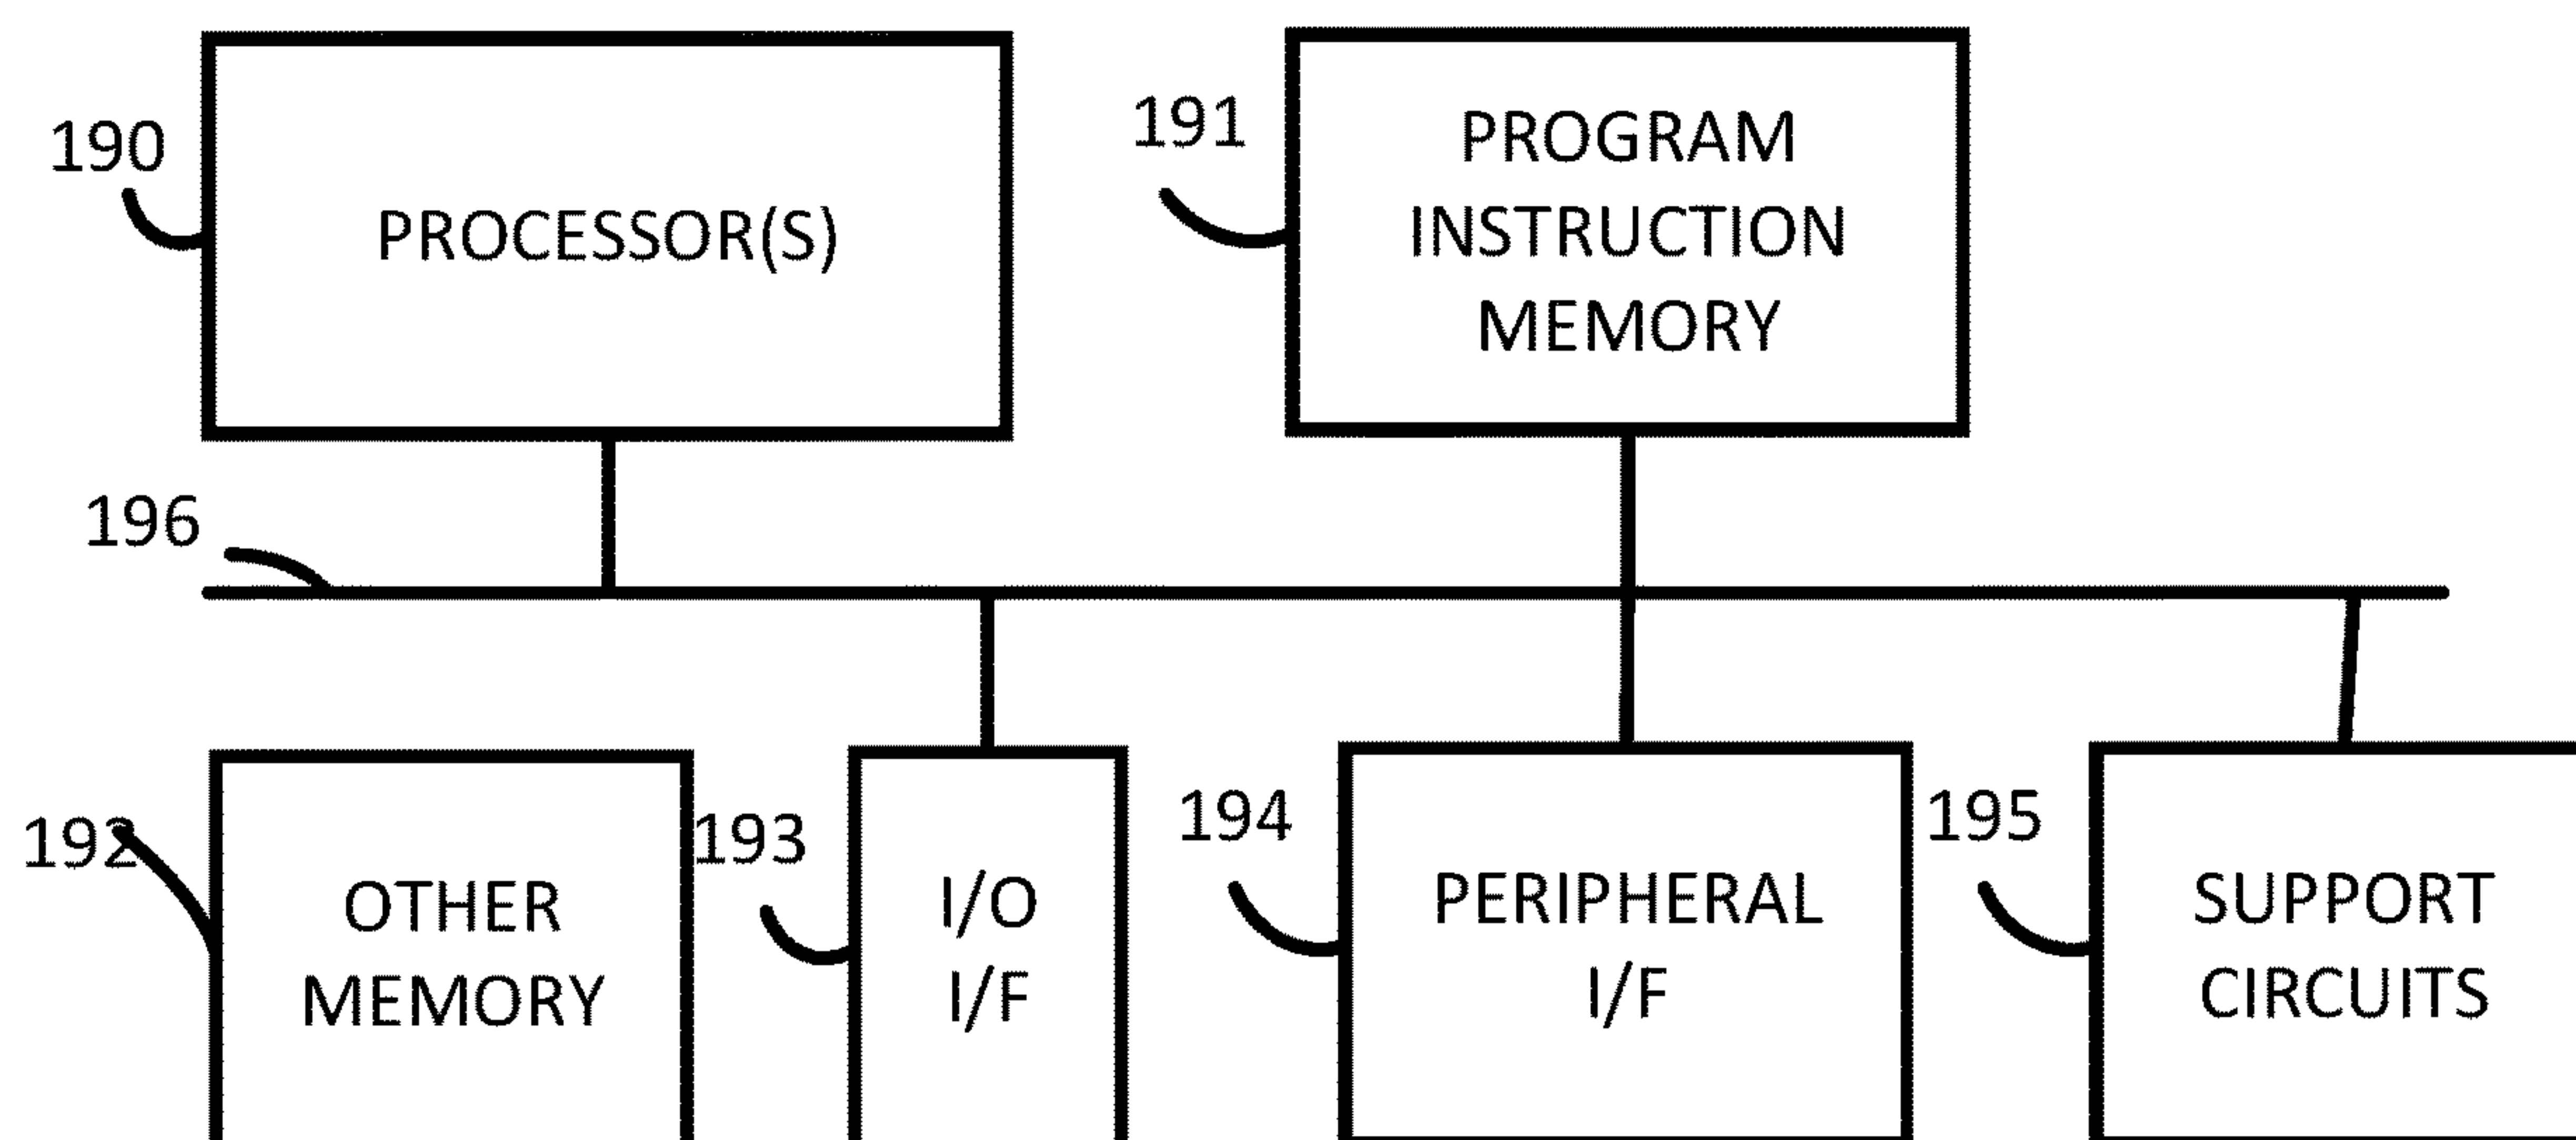 190
PROCESSOR(S)
191
PROGRAM
INSTRUCTION
MEMORY
196
192
OTHER
MEMORY
193
I/O
I/F
194
PERIPHERAL
I/F
195
SUPPORT
CIRCUITS